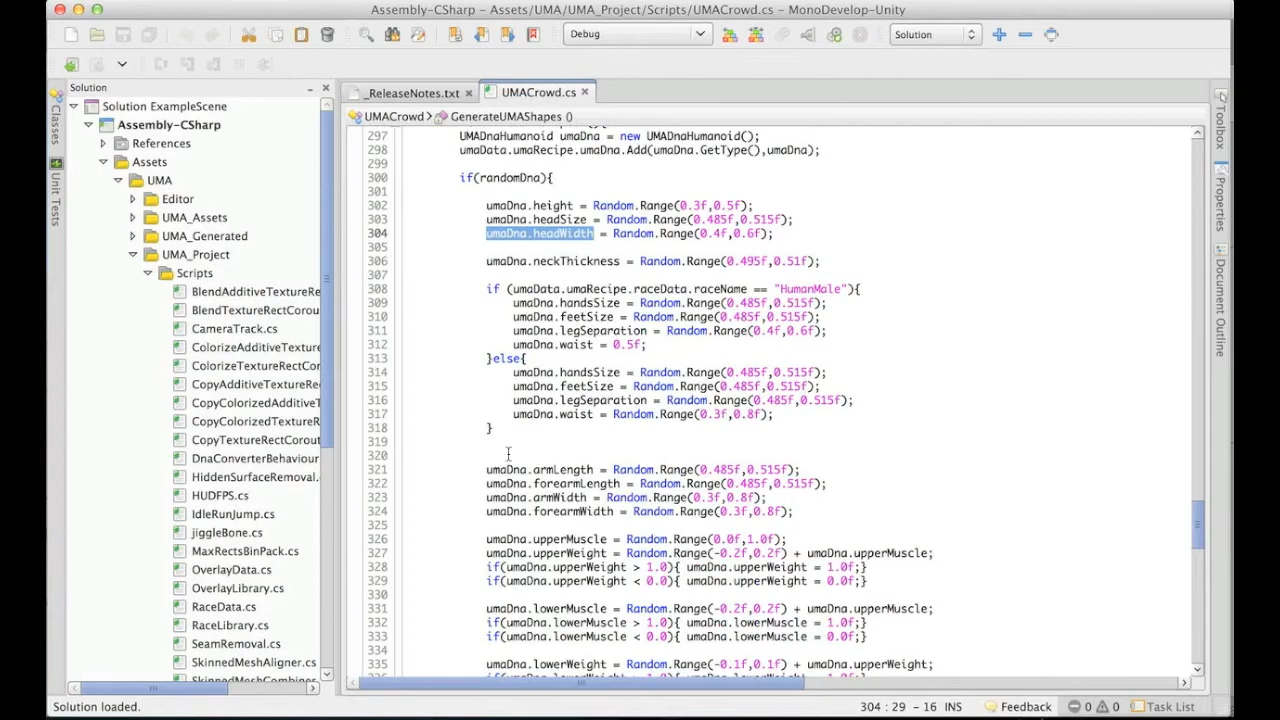 Assembly-CSharp – Assets/UMA/UMA_Project/Scripts/UMACrowd.cs – MonoDevelop-Unity
Debug
Solution
Solution
_ReleaseNotes.txt
UMACrowd.cs
Classes
Unit Tests
Toolbox
Properties
Document Outline
Solution ExampleScene
Assembly-CSharp
References
Assets
UMA
Editor
UMA_Assets
UMA_Generated
UMA_Project
Scripts
BlendAdditiveTextureRe
BlendTextureRectCorou
CameraTrack.cs
ColorizeAdditiveTexture
ColorizeTextureRectCor
CopyAdditiveTextureRec
CopyColorizedAdditiveT
CopyColorizedTextureR
CopyTextureRectCorout
DnaConverterBehaviour
HiddenSurfaceRemoval.
HUDFPS.cs
IdleRunJump.cs
jiggleBone.cs
MaxRectsBinPack.cs
OverlayData.cs
OverlayLibrary.cs
RaceData.cs
RaceLibrary.cs
SeamRemoval.cs
SkinnedMeshAligner.cs
SkinnedMeshCombiner
UMACrowd
GenerateUMAShapes ()
297 UMADnaHumanoid umaDna = new UMADnaHumanoid();
298 umaData.umaRecipe.umaDna.Add(umaDna.GetType(),umaDna);
299
300 if(randomDna){
301
302 umaDna.height = Random.Range(0.3f,0.5f);
303 umaDna.headSize = Random.Range(0.485f,0.515f);
304 umaDna.headWidth = Random.Range(0.4f,0.6f);
305
306 umaDna.neckThickness = Random.Range(0.495f,0.51f);
307
308 if (umaData.umaRecipe.raceData.raceName == "HumanMale"){
309 umaDna.handsSize = Random.Range(0.485f,0.515f);
310 umaDna.feetSize = Random.Range(0.485f,0.515f);
311 umaDna.legSeparation = Random.Range(0.4f,0.6f);
312 umaDna.waist = 0.5f;
313 }else{
314 umaDna.handsSize = Random.Range(0.485f,0.515f);
315 umaDna.feetSize = Random.Range(0.485f,0.515f);
316 umaDna.legSeparation = Random.Range(0.485f,0.515f);
317 umaDna.waist = Random.Range(0.3f,0.8f);
318 }
319
320
321 umaDna.armLength = Random.Range(0.485f,0.515f);
322 umaDna.forearmLength = Random.Range(0.485f,0.515f);
323 umaDna.armWidth = Random.Range(0.3f,0.8f);
324 umaDna.forearmWidth = Random.Range(0.3f,0.8f);
325
326 umaDna.upperMuscle = Random.Range(0.0f,1.0f);
327 umaDna.upperWeight = Random.Range(-0.2f,0.2f) + umaDna.upperMuscle;
328 if(umaDna.upperWeight > 1.0){ umaDna.upperWeight = 1.0f;}
329 if(umaDna.upperWeight < 0.0){ umaDna.upperWeight = 0.0f;}
330
331 umaDna.lowerMuscle = Random.Range(-0.2f,0.2f) + umaDna.upperMuscle;
332 if(umaDna.lowerMuscle > 1.0){ umaDna.lowerMuscle = 1.0f;}
333 if(umaDna.lowerMuscle < 0.0){ umaDna.lowerMuscle = 0.0f;}
334
335 umaDna.lowerWeight = Random.Range(-0.1f,0.1f) + umaDna.upperWeight;
Solution loaded.
304 : 29 – 16 INS
Feedback
0
0
Task List